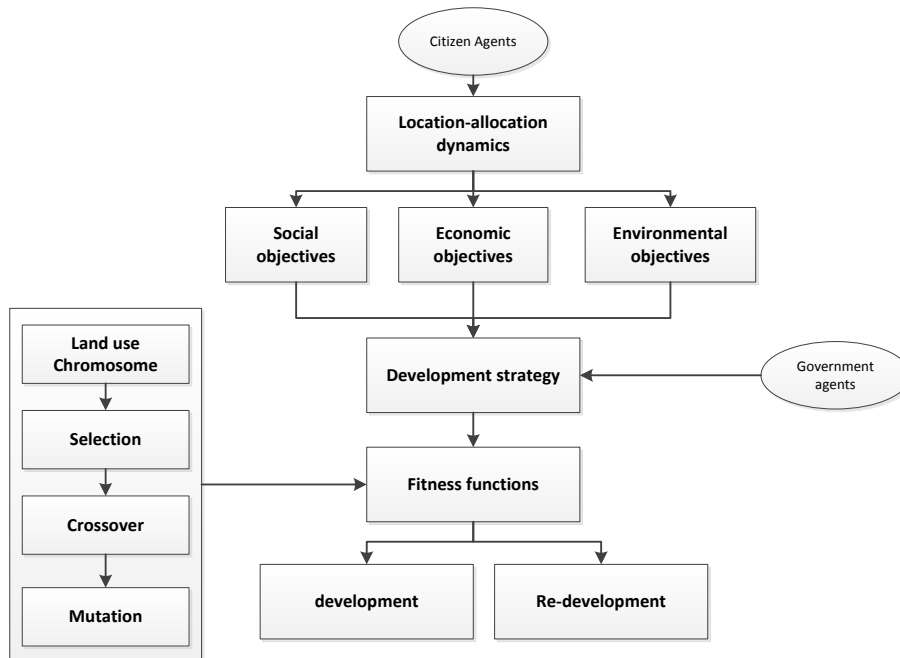 Citizen Agents
Location-allocation
dynamics
Social
objectives
Economic
objectives
Environmental
objectives
Land use
Chromosome
Development strategy
Government
agents
Selection
Fitness functions
Crossover
development
Re-development
Mutation